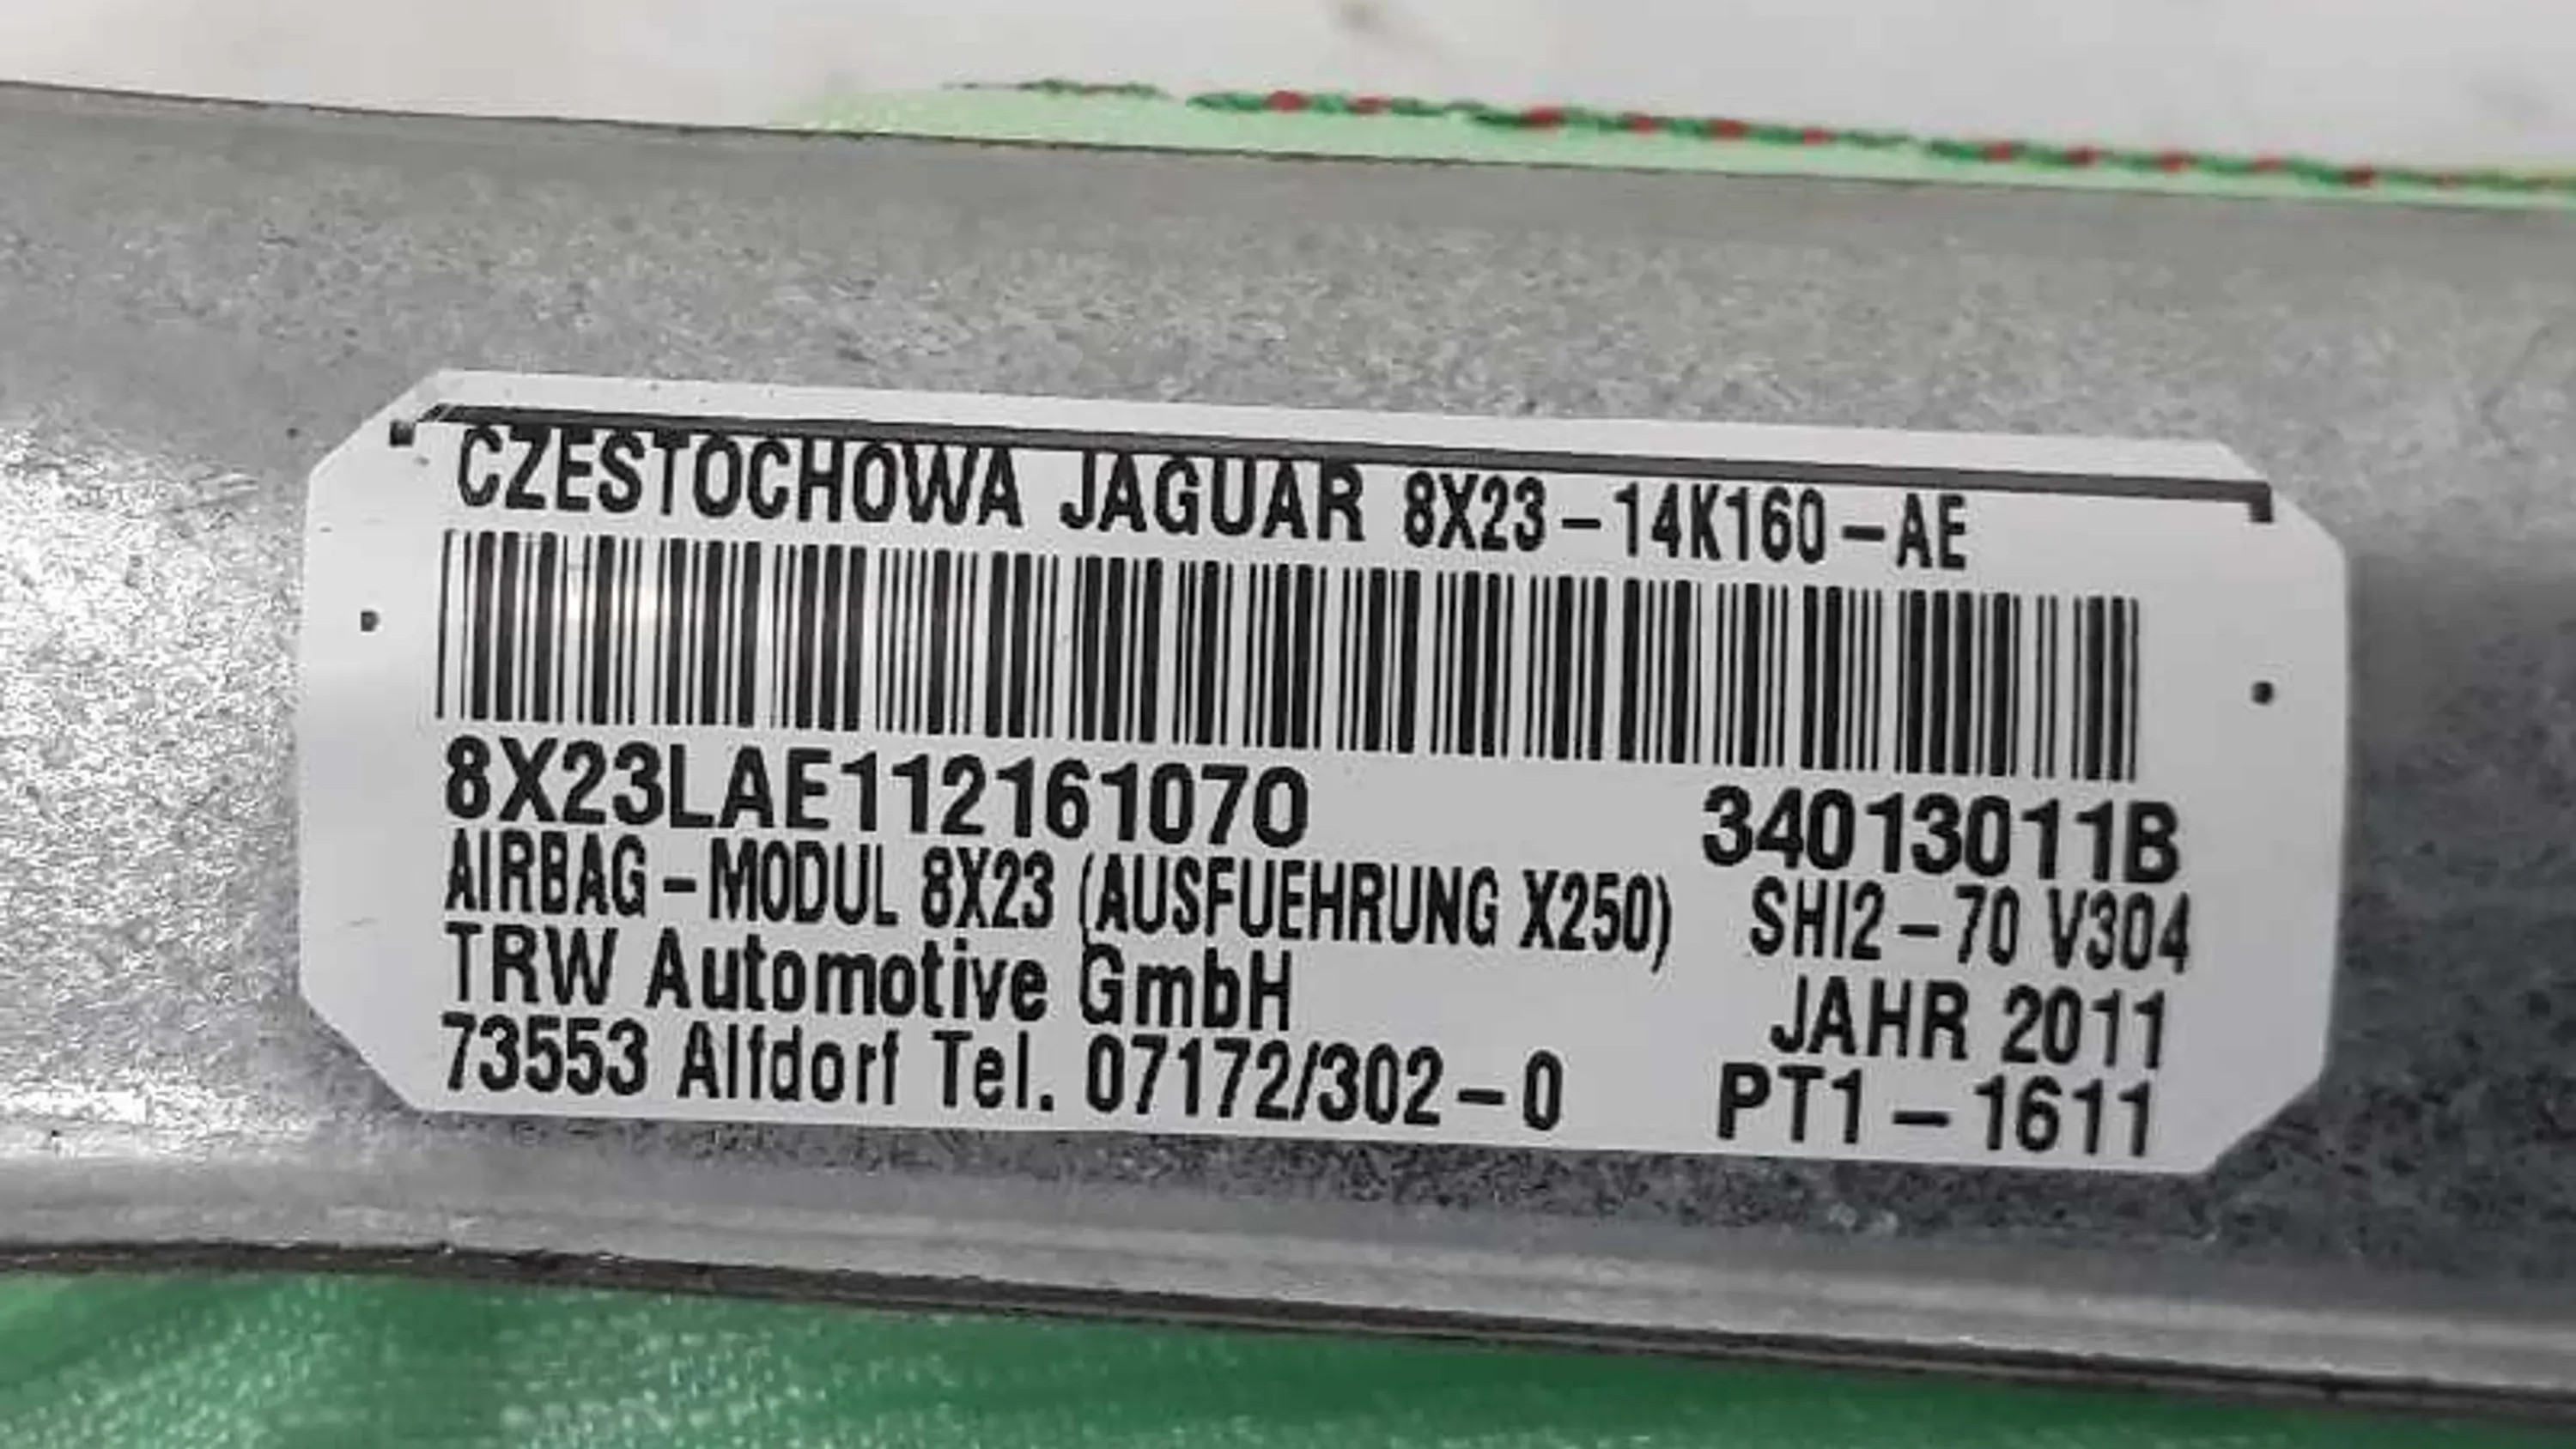 CZESTOCHOWA JAGUAR 8X23-14K160-AE
8X23LAE112161070 34013011B
AIRBAG-MODUL 8X23 (AUSFUEHRUNG X250) SHI2-70 V304
TRW Automotive GmbH JAHR 2011
73553 Alfdorf Tel. 07172/302-0 PT1-1611